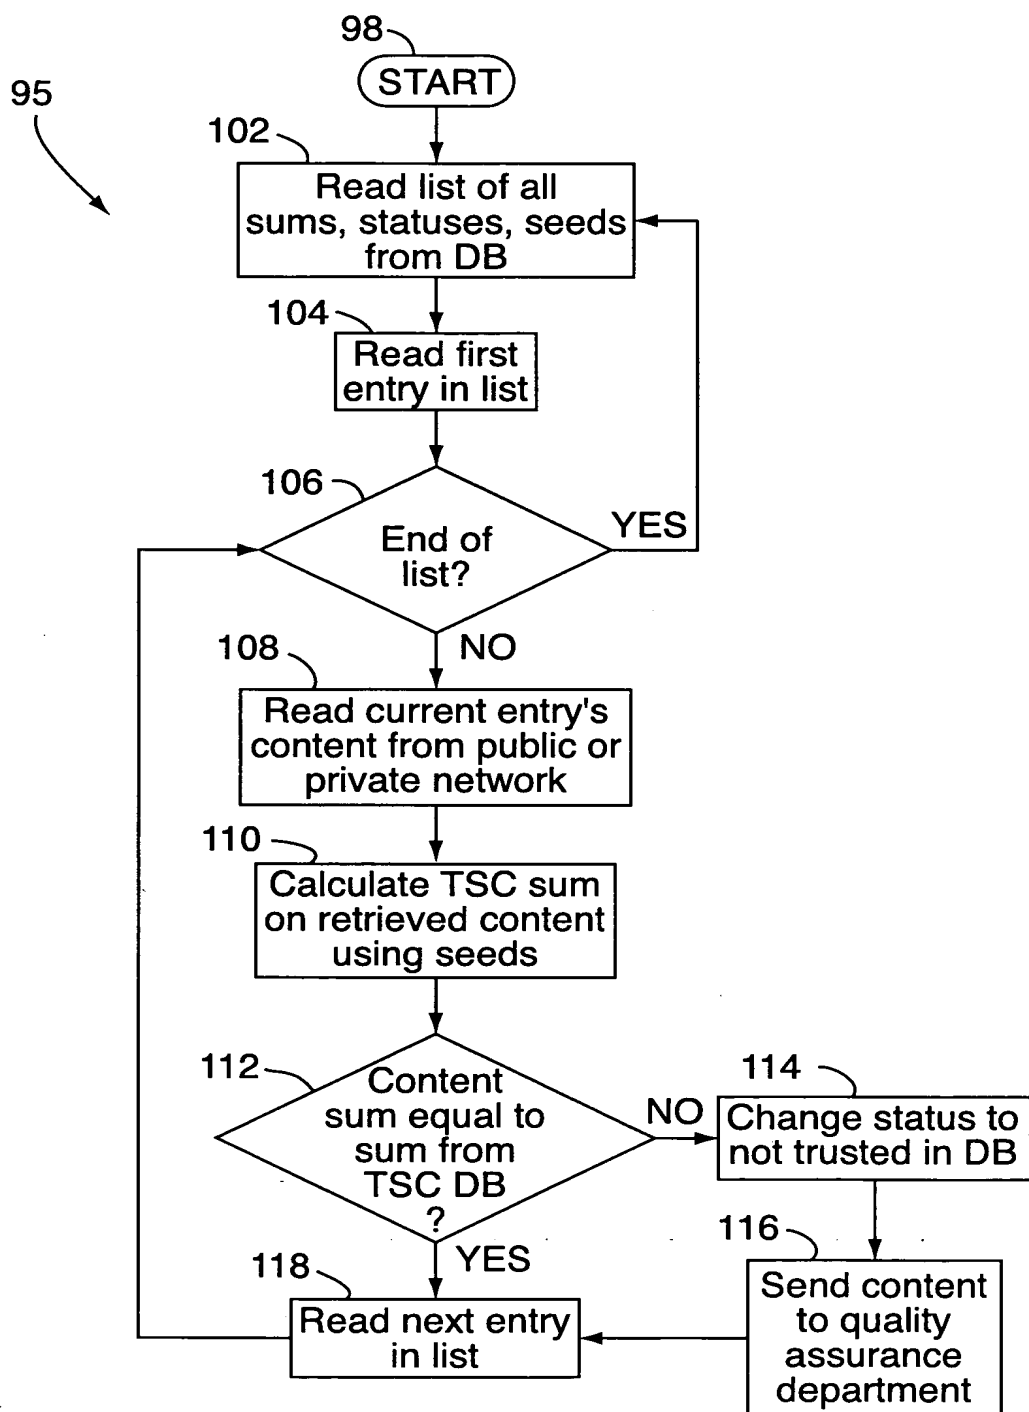 98
START
95
102
Read list of all
sums, statuses, seeds
from DB
104
Read first
entry in list
106
End of
list?
YES
NO
108
Read current entry's
content from public or
private network
110
Calculate TSC sum
on retrieved content
using seeds
112
Content
sum equal to
sum from
TSC DB
?
NO
114
Change status to
not trusted in DB
YES
116
Send content
to quality
assurance
department
118
Read next entry
in list